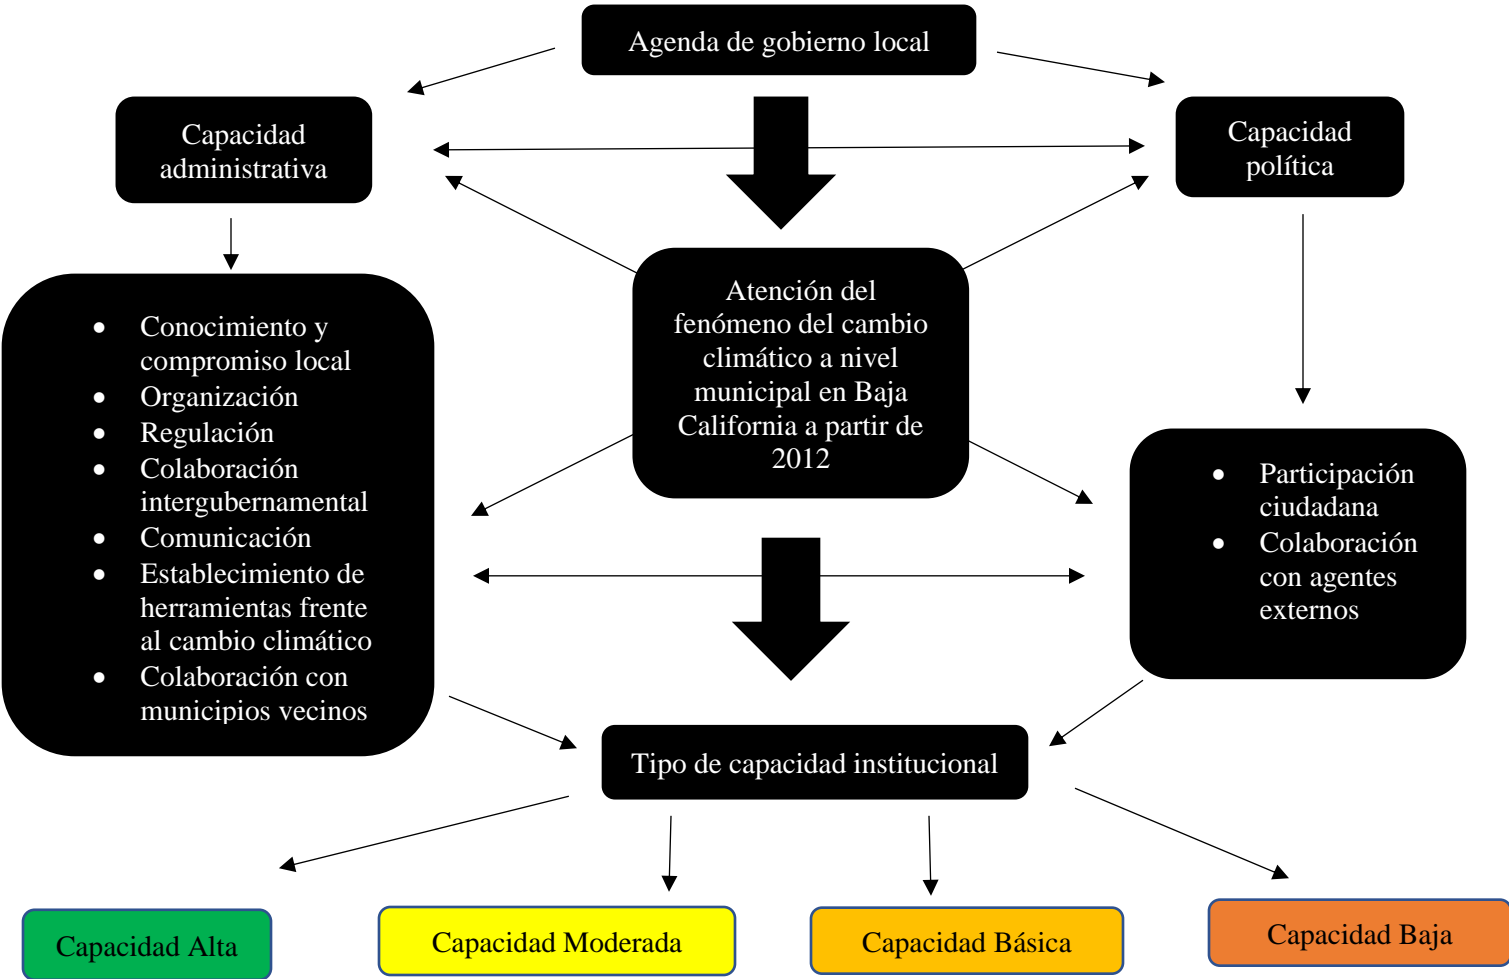 Agenda de gobierno local
Capacidad
administrativa
Capacidad
política
Atención del
fenómeno del cambio
climático a nivel
municipal en Baja
California a partir de
2012
• Conocimiento y
compromiso local
• Organización
• Regulación
• Colaboración
intergubernamental
• Comunicación
• Establecimiento de
herramientas frente
al cambio climático
• Colaboración con
municipios vecinos
• Participación
ciudadana
• Colaboración
con agentes
externos
Tipo de capacidad institucional
Capacidad Alta
Capacidad Moderada
Capacidad Básica
Capacidad Baja